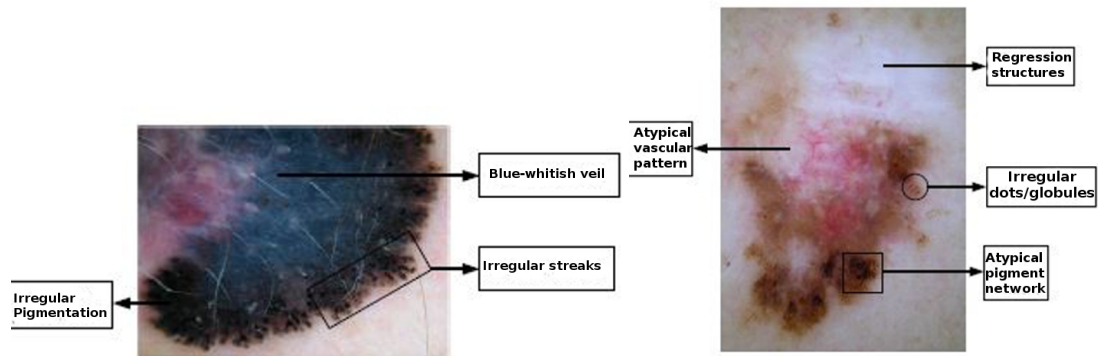 Blue-whitish veil
Irregular streaks
Irregular
Pigmentation
Regression
structures
Atypical
vascular
pattern
Irregular
dots/globules
Atypical
pigment
network